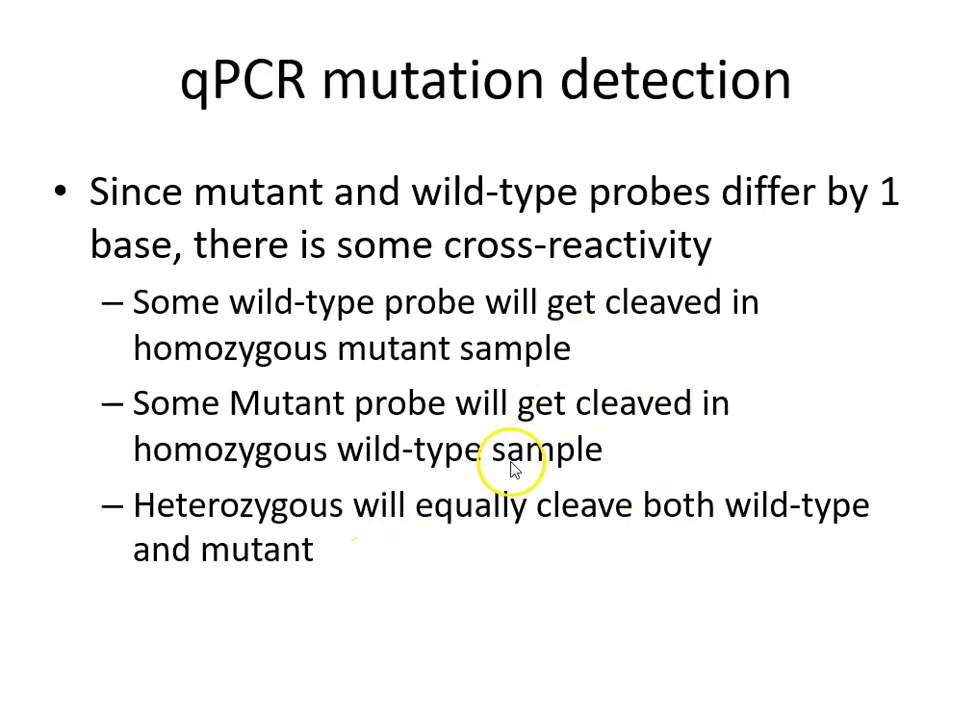 qPCR mutation detection
• Since mutant and wild-type probes differ by 1
base, there is some cross-reactivity
– Some wild-type probe will get cleaved in
homozygous mutant sample
– Some Mutant probe will get cleaved in
homozygous wild-type sample
– Heterozygous will equally cleave both wild-type
and mutant